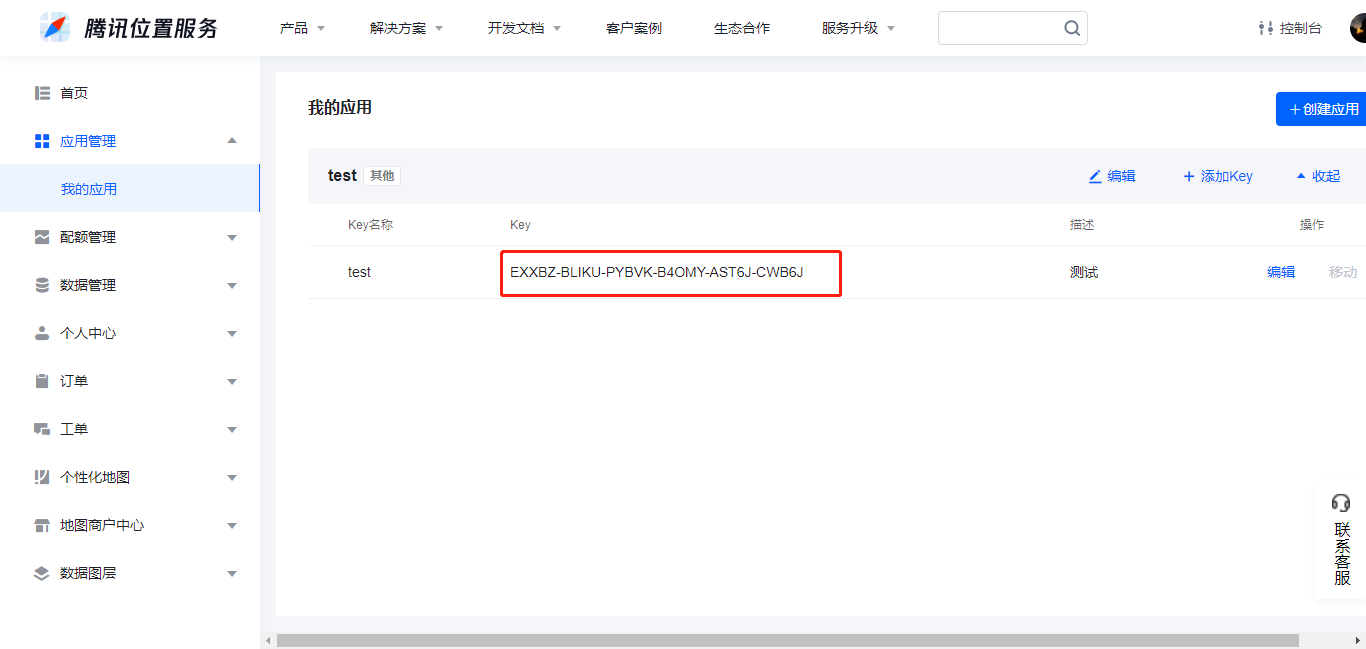 腾讯位置服务 产品 解决方案 开发文档 客户案例 生态合作 服务升级 控制台
首页
应用管理
我的应用
配额管理
数据管理
个人中心
订单
工单
个性化地图
地图商户中心
数据图层
我的应用
+创建应用
test 其他 编辑 + 添加Key 收起
Key名称 Key 描述 操作
test EXXBZ-BLIKU-PYBVK-B4OMY-AST6J-CWB6J 测试 编辑 移动
联系客服